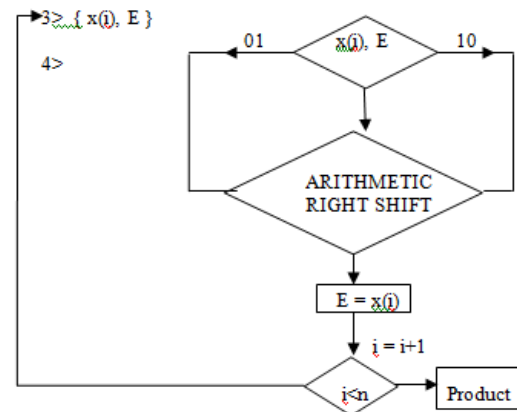 3> { x(i), E }
4>
01
x(i), E
10
ARITHMETIC
RIGHT SHIFT
E = x(i)
i = i+1
i<n
Product